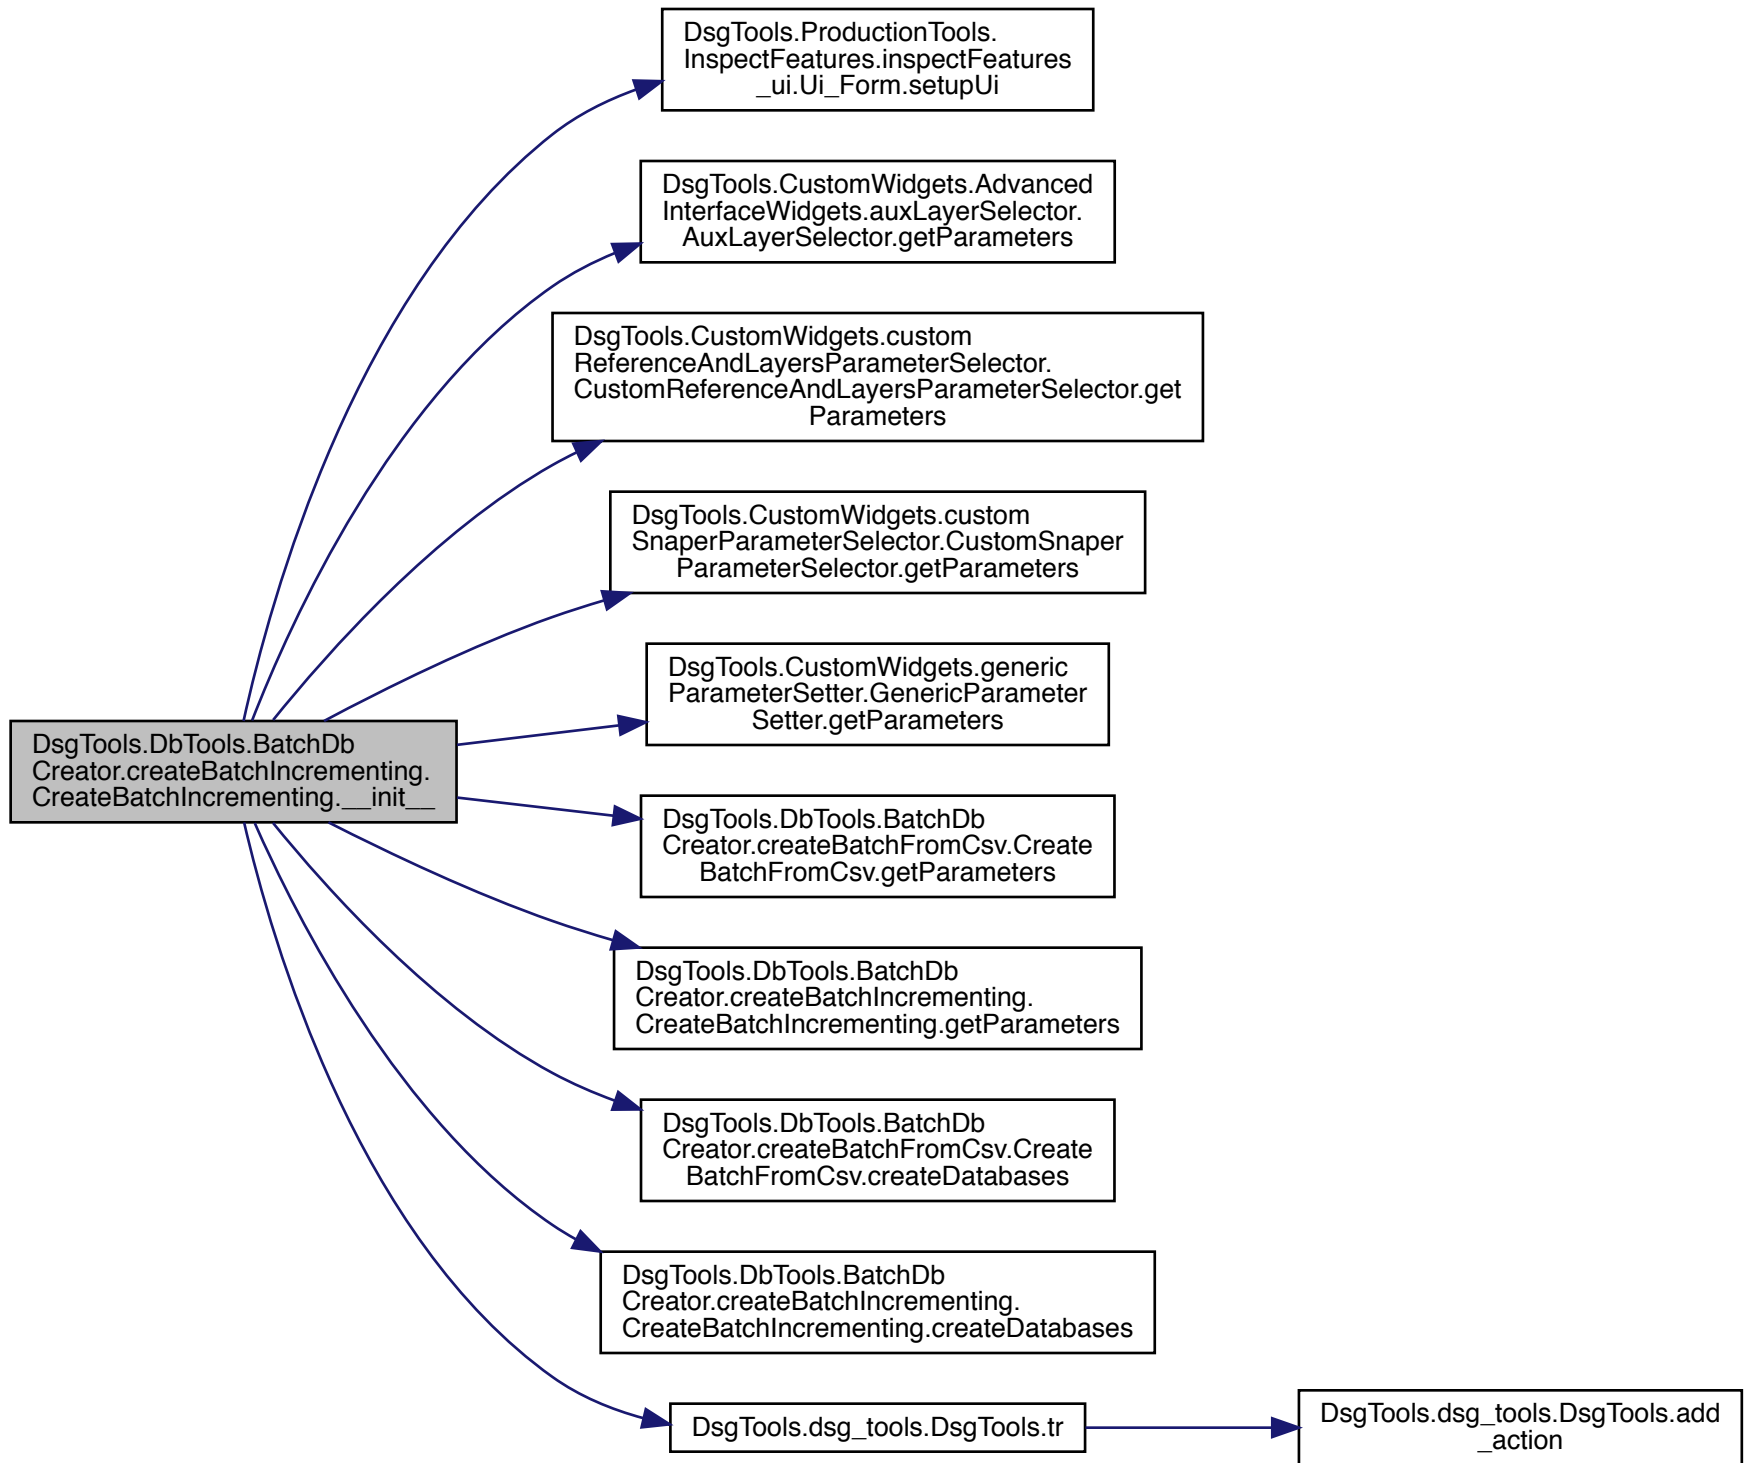 DsgTools.ProductionTools.
InspectFeatures.inspectFeatures
_ui.Ui_Form.setupUi
DsgTools.CustomWidgets.Advanced
InterfaceWidgets.auxLayerSelector.
AuxLayerSelector.getParameters
DsgTools.CustomWidgets.custom
ReferenceAndLayersParameterSelector.
CustomReferenceAndLayersParameterSelector.get
Parameters
DsgTools.CustomWidgets.custom
SnaperParameterSelector.CustomSnaper
ParameterSelector.getParameters
DsgTools.CustomWidgets.generic
ParameterSetter.GenericParameter
Setter.getParameters
DsgTools.DbTools.BatchDb
Creator.createBatchIncrementing.
CreateBatchIncrementing.__init__
DsgTools.DbTools.BatchDb
Creator.createBatchFromCsv.Create
BatchFromCsv.getParameters
DsgTools.DbTools.BatchDb
Creator.createBatchIncrementing.
CreateBatchIncrementing.getParameters
DsgTools.DbTools.BatchDb
Creator.createBatchFromCsv.Create
BatchFromCsv.createDatabases
DsgTools.DbTools.BatchDb
Creator.createBatchIncrementing.
CreateBatchIncrementing.createDatabases
DsgTools.dsg_tools.DsgTools.tr
DsgTools.dsg_tools.DsgTools.add
_action